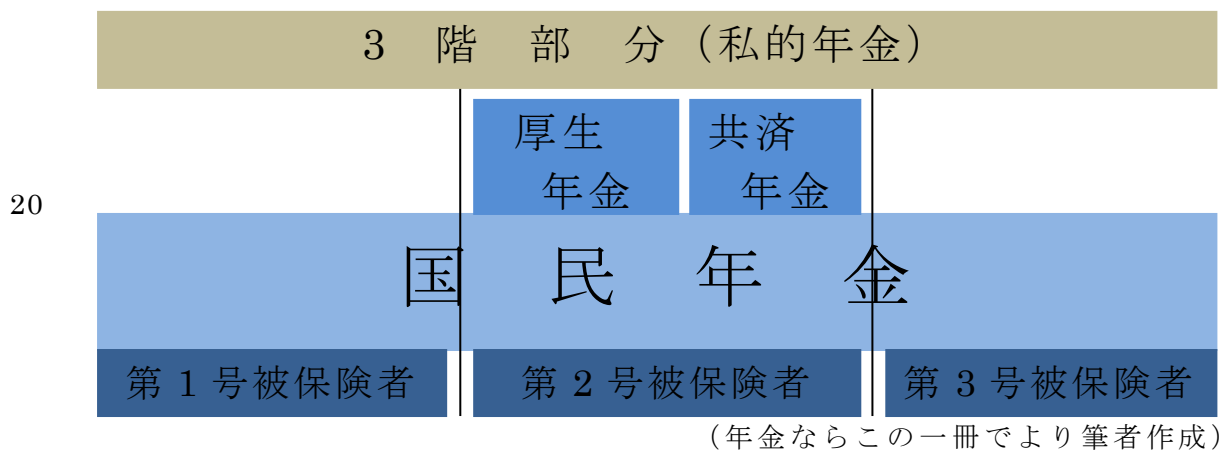 3 階 部 分（私的年金）
厚生
年金
共済
年金
20
国 民 年 金
第 1 号被保険者
第 2 号被保険者
第 3 号被保険者
（年金ならこの一冊でより筆者作成）